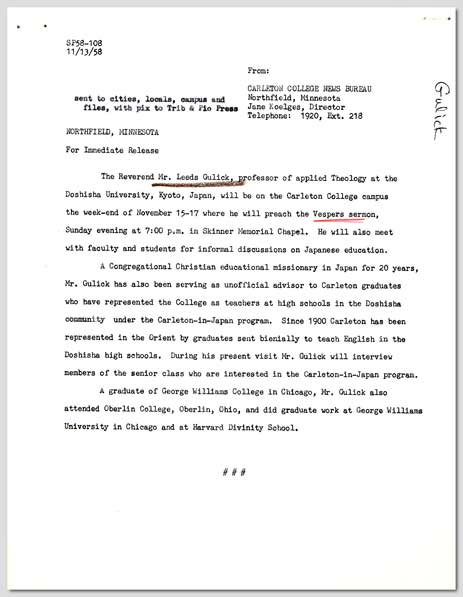 SP58-108
11/13/58
From:
CARLETON COLLEGE NEWS BUREAU
Northfield, Minnesota
Jane Koelges, Director
Telephone: 1920, Ext. 218
Gulick
sent to cities, locals, campus and
files, with pix to Trib & Pio Press
NORTHFIELD, MINNESOTA
For Immediate Release
The Reverend Mr. Leeds Gulick, professor of applied Theology at the
Doshisha University, Kyoto, Japan, will be on the Carleton College campus
the week-end of November 15-17 where he will preach the Vespers sermon,
Sunday evening at 7:00 p.m. in Skinner Memorial Chapel. He will also meet
with faculty and students for informal discussions on Japanese education.
A Congregational Christian educational missionary in Japan for 20 years,
Mr. Gulick has also been serving as unofficial advisor to Carleton graduates
who have represented the College as teachers at high schools in the Doshisha
community under the Carleton-in-Japan program. Since 1900 Carleton has been
represented in the Orient by graduates sent bienially to teach English in the
Doshisha high schools. During his present visit Mr. Gulick will interview
members of the senior class who are interested in the Carleton-in-Japan program.
A graduate of George Williams College in Chicago, Mr. Gulick also
attended Oberlin College, Oberlin, Ohio, and did graduate work at George Williams
University in Chicago and at Harvard Divinity School.
# # #